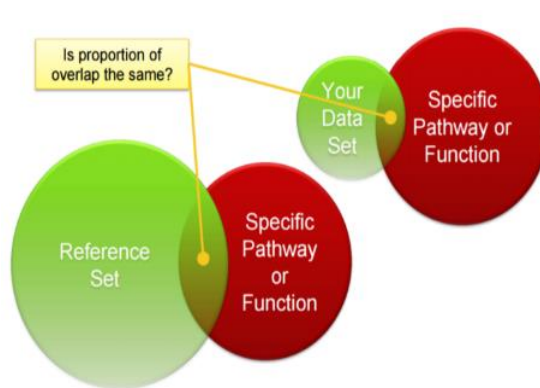 Is proportion of
overlap the same?
Your
Data
Set
Specific
Pathway or
Function
Reference
Set
Specific
Pathway
or
Function